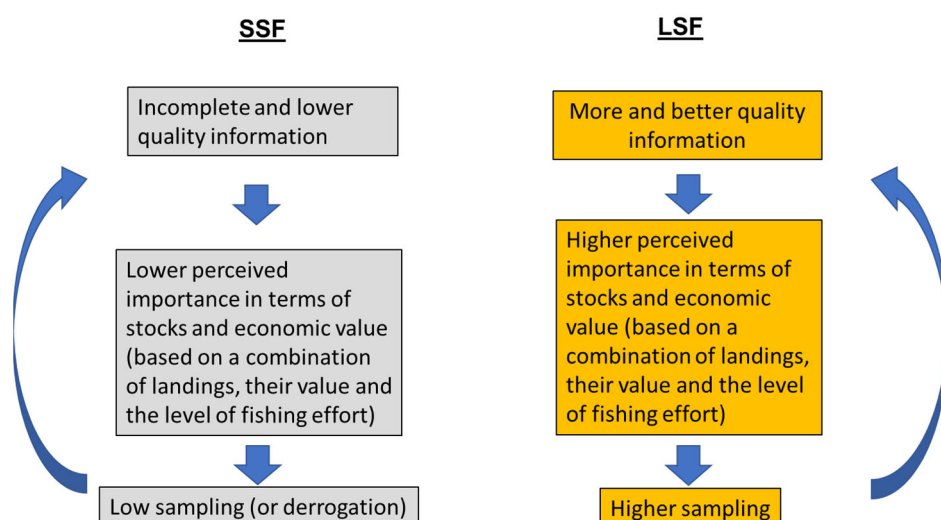 SSF
Incomplete and lower
quality information
Lower perceived
importance in terms of
stocks and economic value
(based on a combination
of landings, their value and
the level of fishing effort)
Low sampling (or derrogation)
LSF
More and better quality
information
Higher perceived
importance in terms of
stocks and economic
value (based on a
combination of landings,
their value and the level
of fishing effort)
Higher sampling